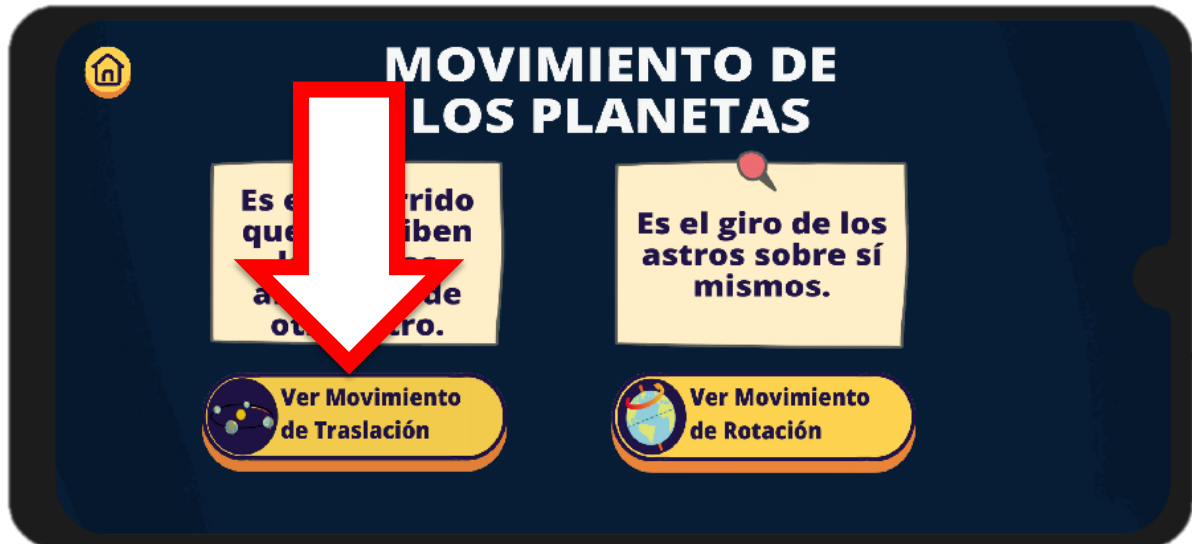 MOVIMIENTO DE
LOS PLANETAS
Es
que
de
Es el giro de los
astros sobre sí
mismos.
Ver Movimiento
de Traslación
Ver Movimiento
de Rotación